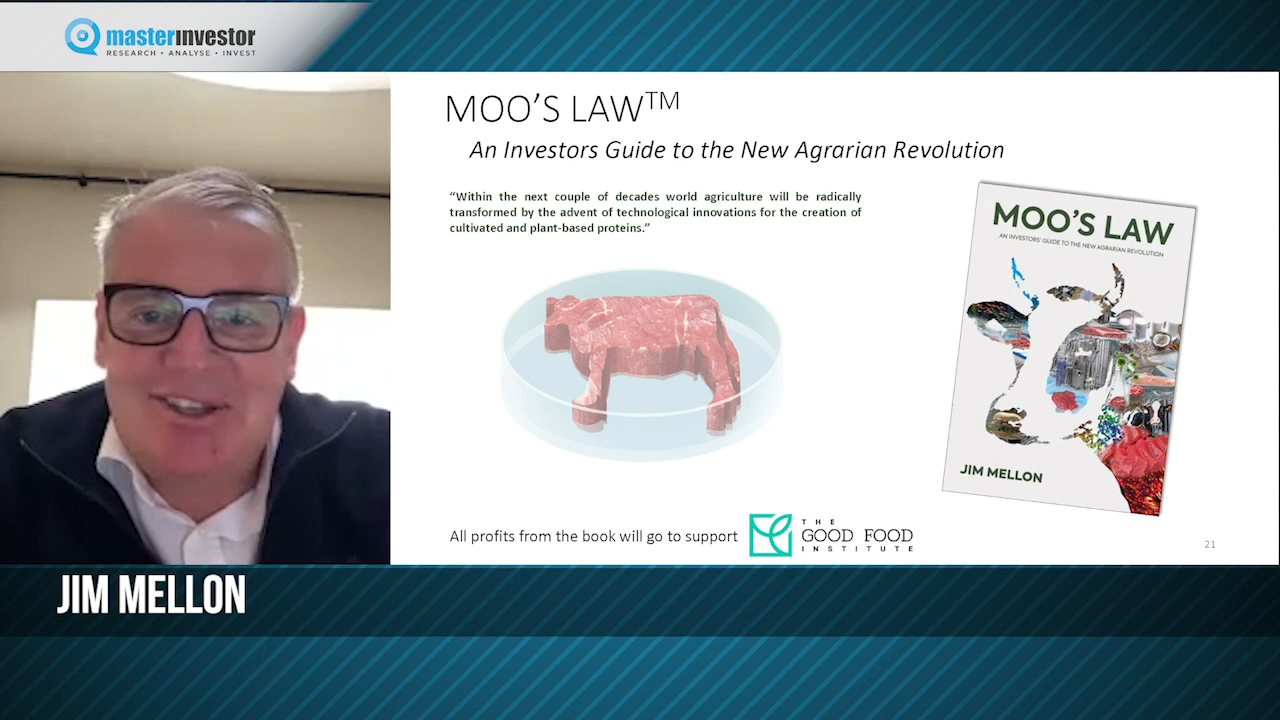 masterinvestor
RESEARCH • ANALYSE • INVEST
MOO'S LAW™
An Investors Guide to the New Agrarian Revolution
“Within the next couple of decades world agriculture will be radically
transformed by the advent of technological innovations for the creation of
cultivated and plant-based proteins.”
MOO'S LAW
AN INVESTORS' GUIDE TO THE NEW AGRARIAN REVOLUTION
JIM MELLON
All profits from the book will go to support
THE
GOOD FOOD
INSTITUTE
21
JIM MELLON